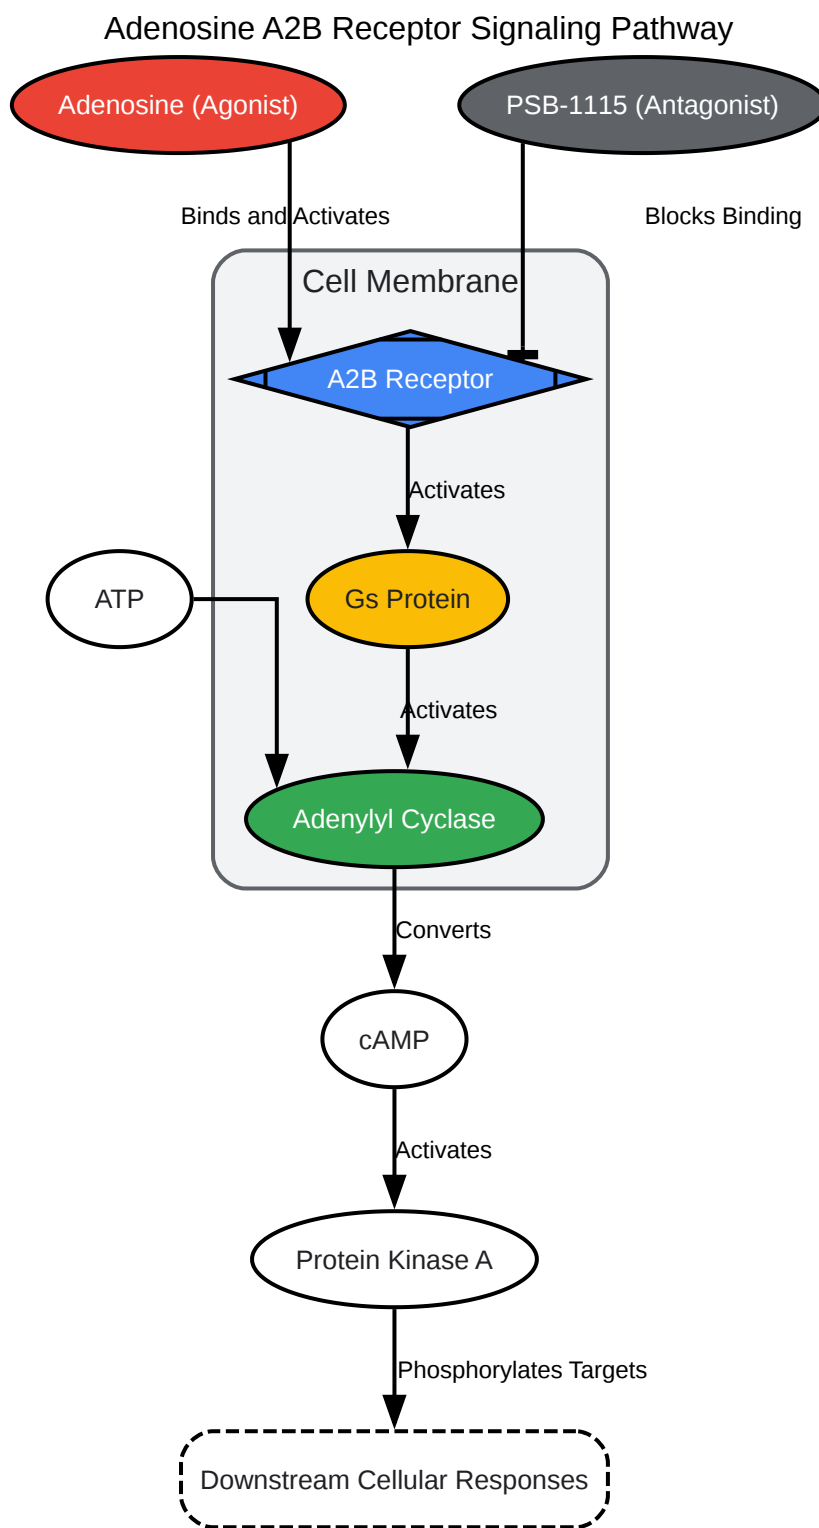 Adenosine A2B Receptor Signaling Pathway
Adenosine (Agonist)
PSB-1115 (Antagonist)
Binds and Activates
Blocks Binding
Cell Membrane
A2B Receptor
Activates
ATP
Gs Protein
Activates
Adenylyl Cyclase
Converts
cAMP
Activates
Protein Kinase A
Phosphorylates Targets
Downstream Cellular Responses